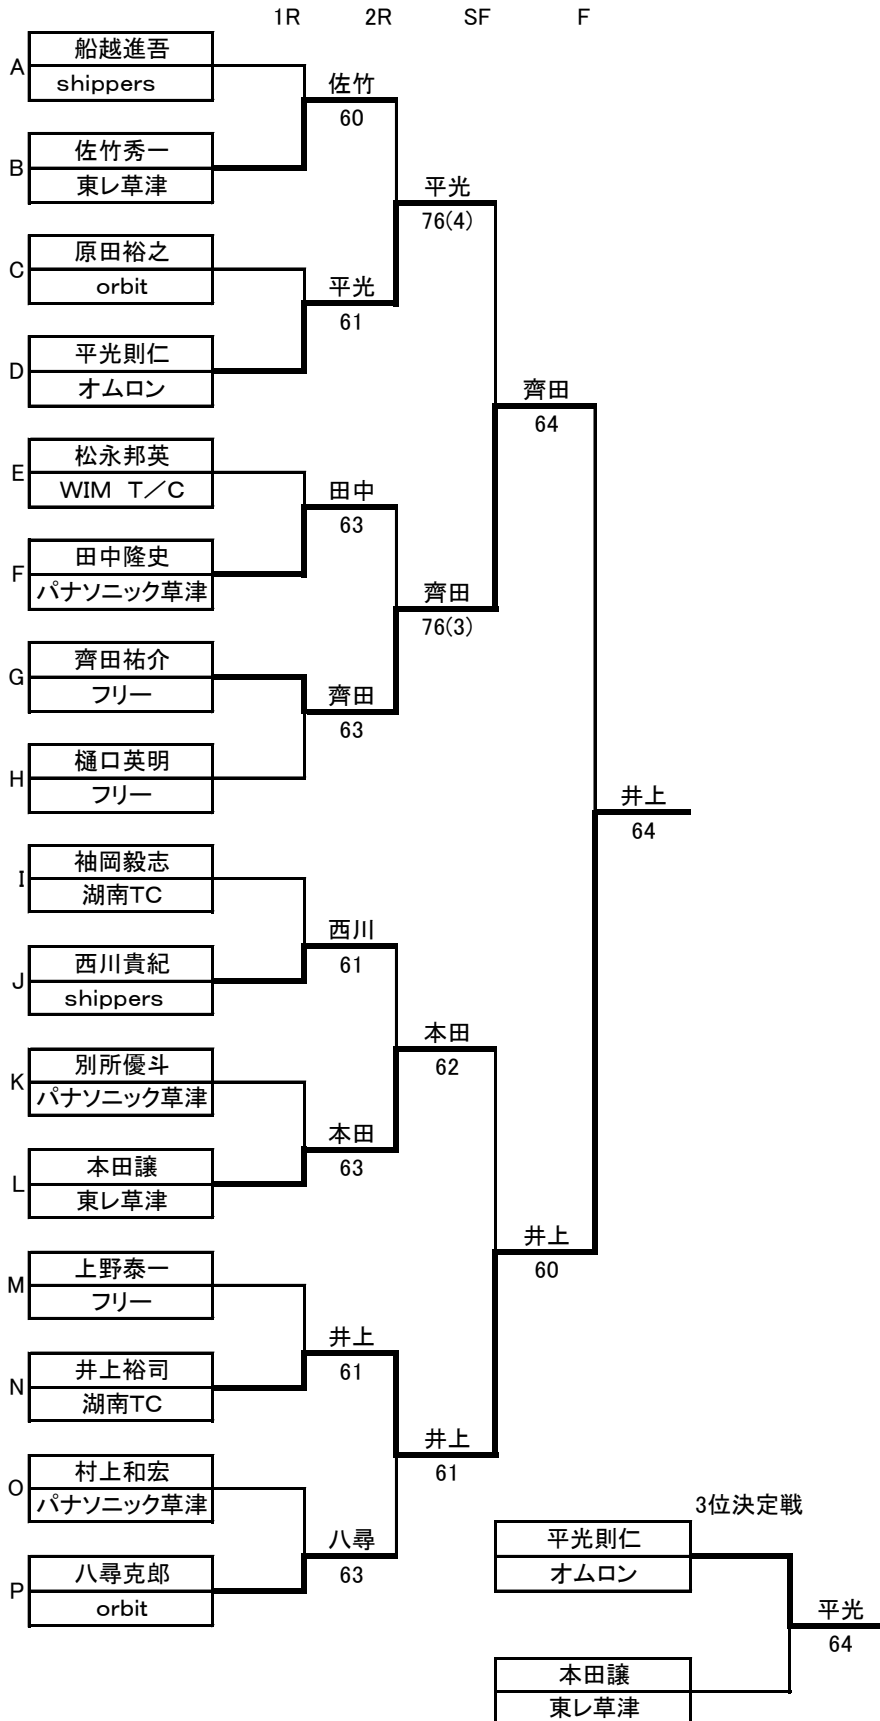 1R 2R SF F
A
船越進吾
shippers
佐竹
60
B
佐竹秀一
東レ草津
平光
76(4)
C
原田裕之
orbit
平光
61
D
平光則仁
オムロン
齊田
64
E
松永邦英
WIM T／C
田中
63
F
田中隆史
パナソニック草津
齊田
76(3)
G
齊田祐介
フリー
齊田
63
H
樋口英明
フリー
井上
64
I
袖岡毅志
湖南TC
西川
61
J
西川貴紀
shippers
本田
62
K
別所優斗
パナソニック草津
本田
63
L
本田譲
東レ草津
井上
60
M
上野泰一
フリー
井上
61
N
井上裕司
湖南TC
井上
61
O
村上和宏
パナソニック草津
八尋
63
P
八尋克郎
orbit
3位決定戦
平光則仁
オムロン
平光
64
本田譲
東レ草津